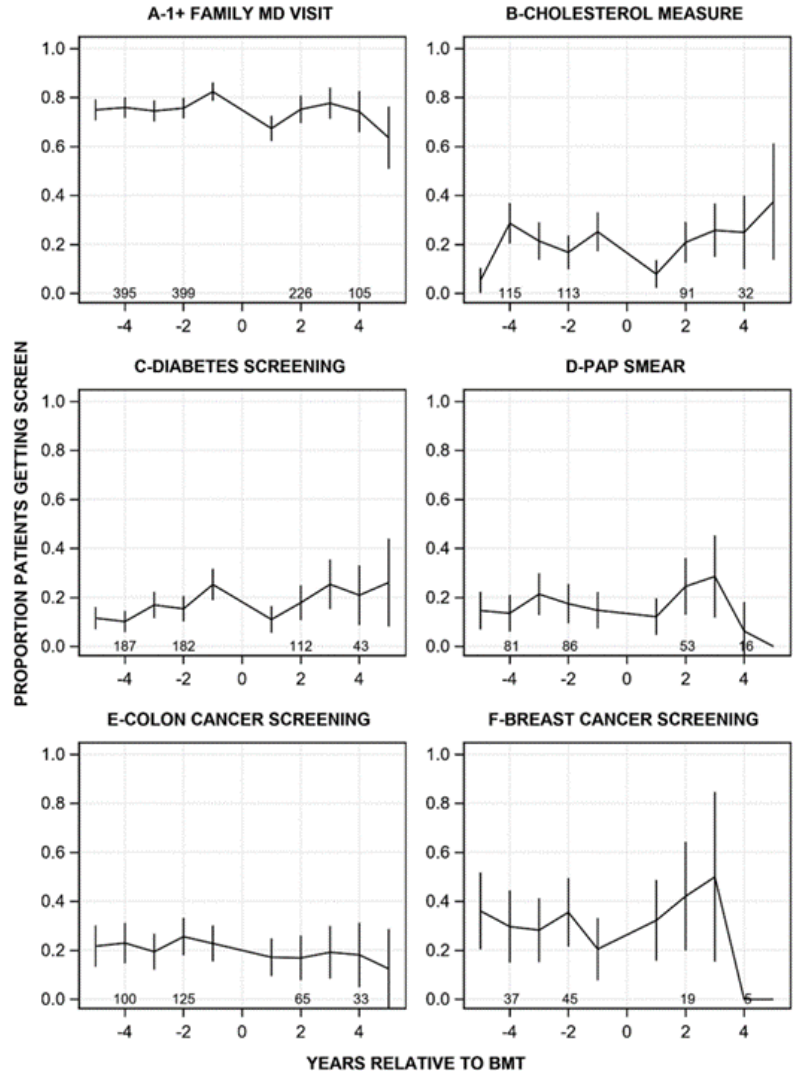 A-1+ FAMILY MD VISIT
1.0
0.8
0.6
0.4
0.2
0.0
395 399 226 105
-4 -2 0 2 4
B-CHOLESTEROL MEASURE
1.0
0.8
0.6
0.4
0.2
0.0
115 113 91 32
-4 -2 0 2 4
PROPORTION PATIENTS GETTING SCREEN
C-DIABETES SCREENING
1.0
0.8
0.6
0.4
0.2
0.0
187 182 112 43
-4 -2 0 2 4
D-PAP SMEAR
1.0
0.8
0.6
0.4
0.2
0.0
81 86 53 16
-4 -2 0 2 4
E-COLON CANCER SCREENING
1.0
0.8
0.6
0.4
0.2
0.0
100 125 65 33
-4 -2 0 2 4
F-BREAST CANCER SCREENING
1.0
0.8
0.6
0.4
0.2
0.0
37 45 19 5
-4 -2 0 2 4
YEARS RELATIVE TO BMT